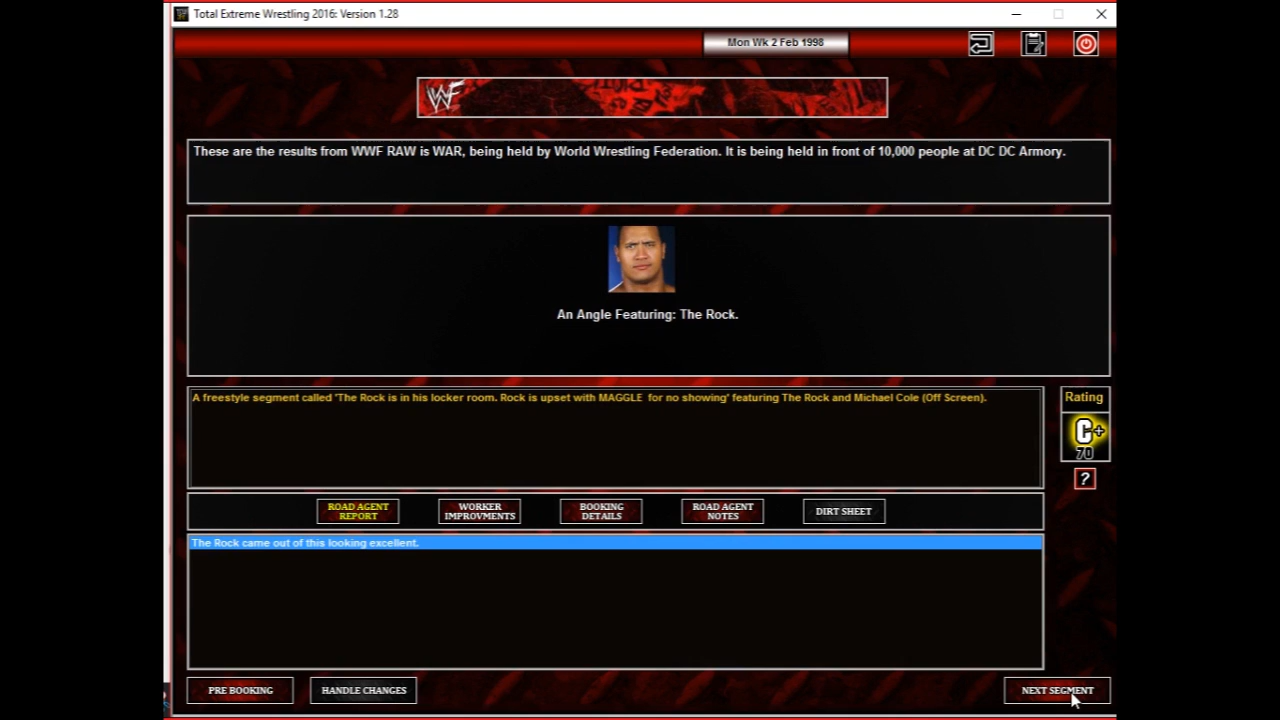 Total Extreme Wrestling 2016: Version 1.28
Mon Wk 2 Feb 1998
WF
These are the results from WWF RAW is WAR, being held by World Wrestling Federation. It is being held in front of 10,000 people at DC DC Armory.
An Angle Featuring: The Rock.
A freestyle segment called 'The Rock is in his locker room. Rock is upset with MAGGLE  for no showing' featuring The Rock and Michael Cole (Off Screen).
Rating
C+
70
?
ROAD AGENT
REPORT
WORKER
IMPROVMENTS
BOOKING
DETAILS
ROAD AGENT
NOTES
DIRT SHEET
The Rock came out of this looking excellent.
PRE BOOKING
HANDLE CHANGES
NEXT SEGMENT